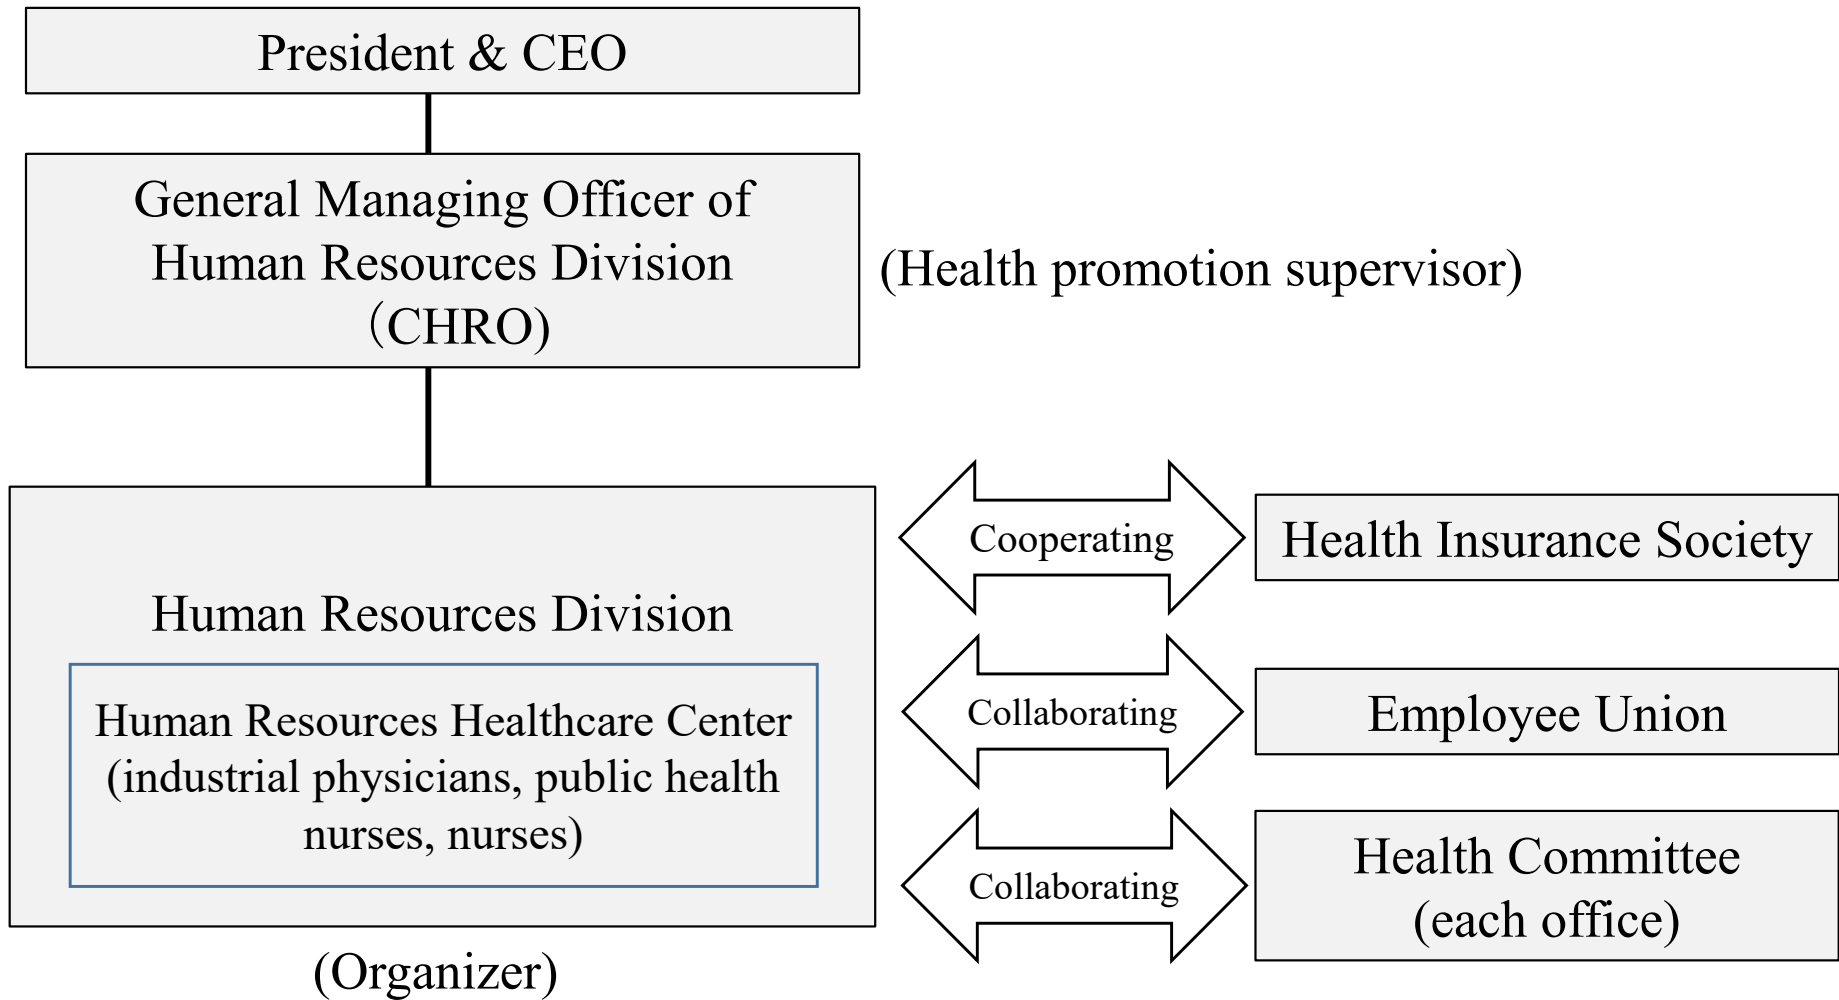 President & CEO
General Managing Officer of
Human Resources Division
（CHRO)
(Health promotion supervisor)
Human Resources Division
Human Resources Healthcare Center
(industrial physicians, public health
nurses, nurses)
(Organizer)
Cooperating
Health Insurance Society
Collaborating
Employee Union
Collaborating
Health Committee
(each office)